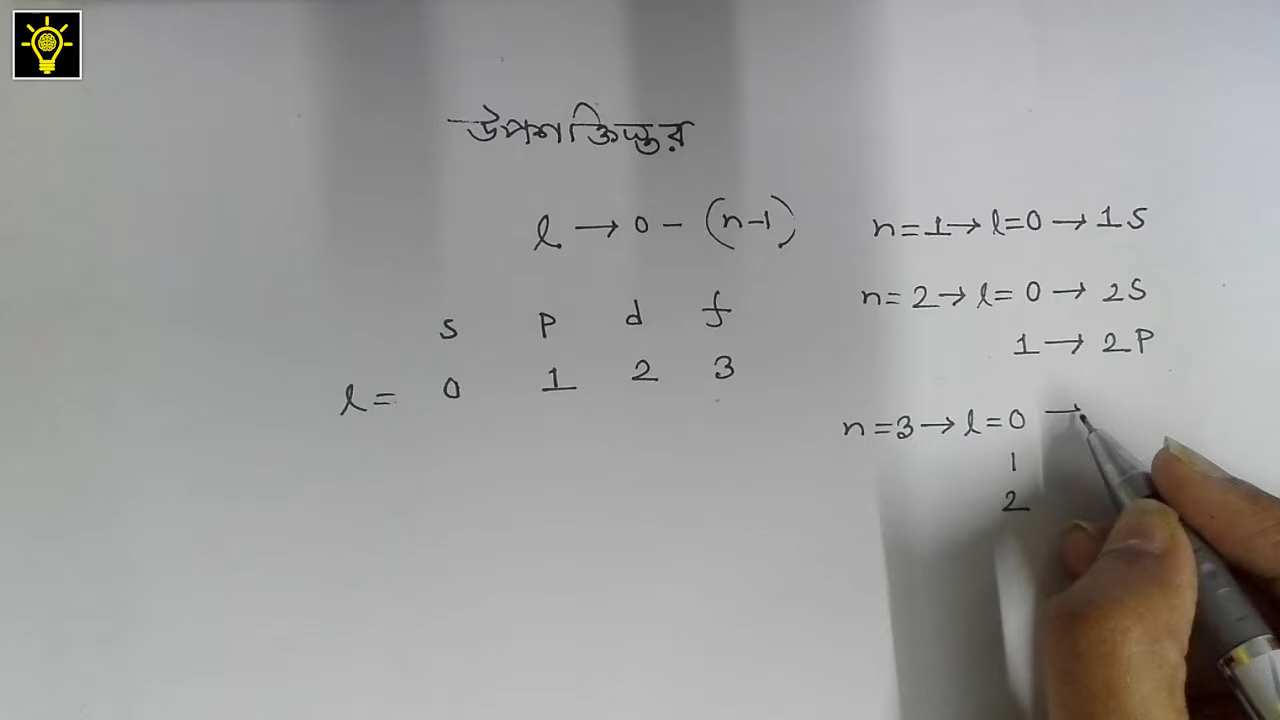 উপশক্তিস্তর
l → 0 – (n-1)
s p d f
l = 0 1 2 3
n=1 → l=0 → 1S
n=2 → l=0 → 2S
1 → 2P
n=3 → l=0 →
1
2